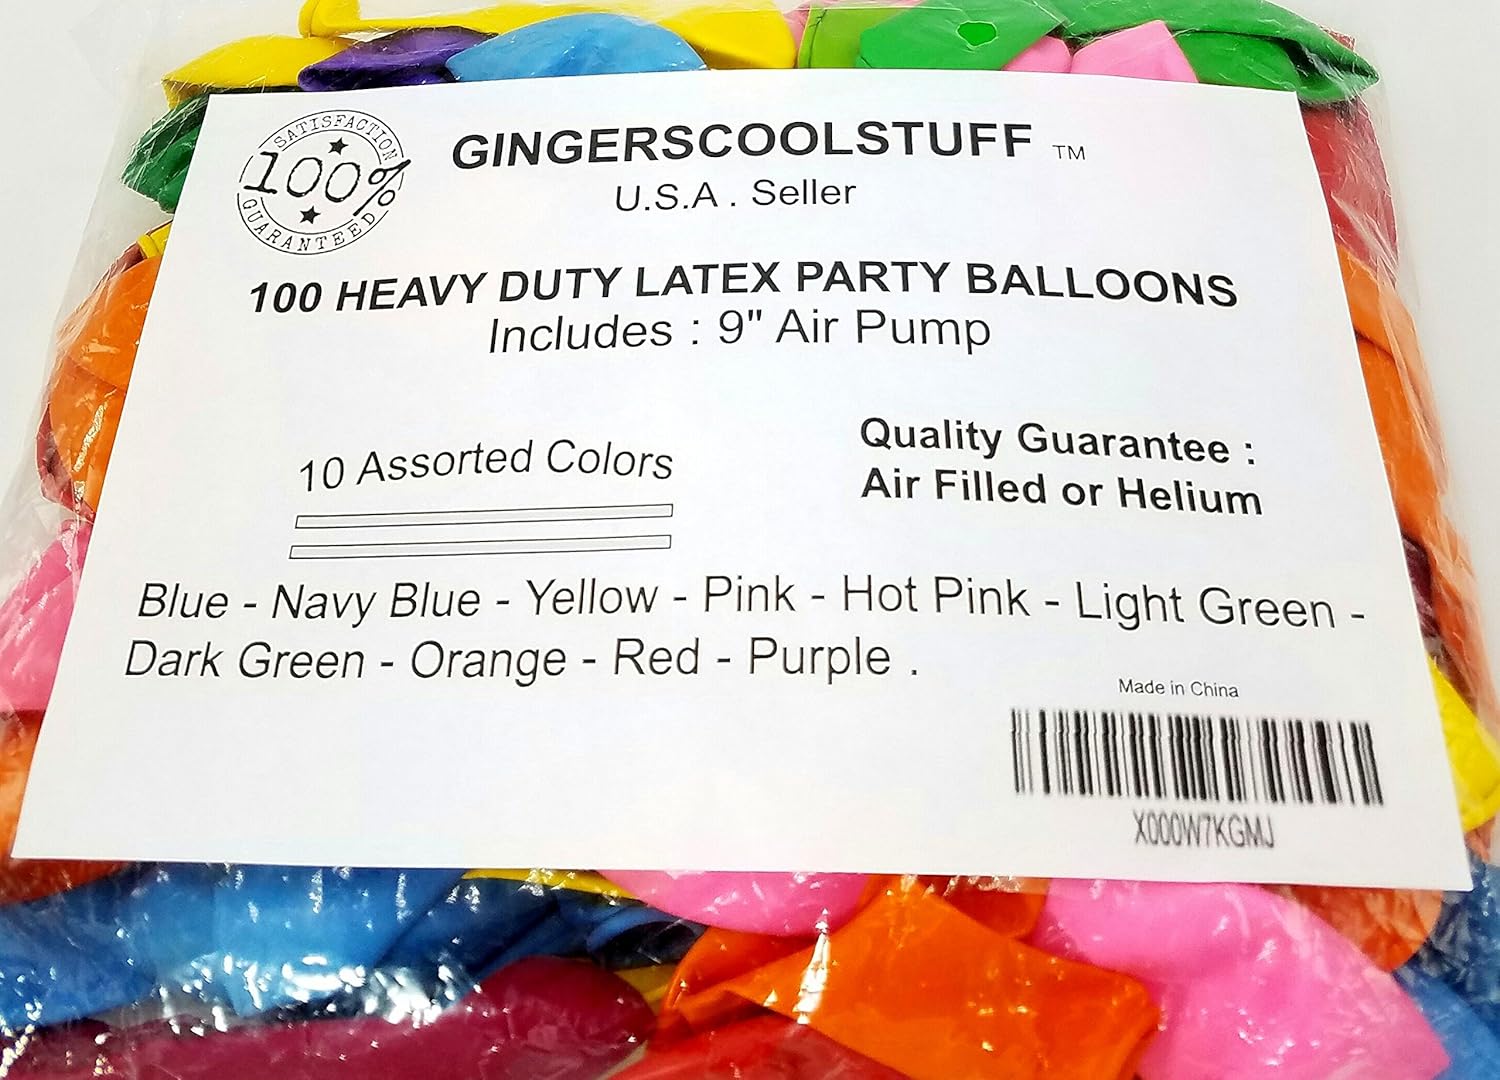 SATISFACTION
100%
GUARANTEED
GINGERSCOOLSTUFF TM
U.S.A . Seller
100 HEAVY DUTY LATEX PARTY BALLOONS
Includes : 9" Air Pump
10 Assorted Colors
Quality Guarantee :
Air Filled or Helium
Blue - Navy Blue - Yellow - Pink - Hot Pink - Light Green -
Dark Green - Orange - Red - Purple .
Made in China
X000W7KGMJ